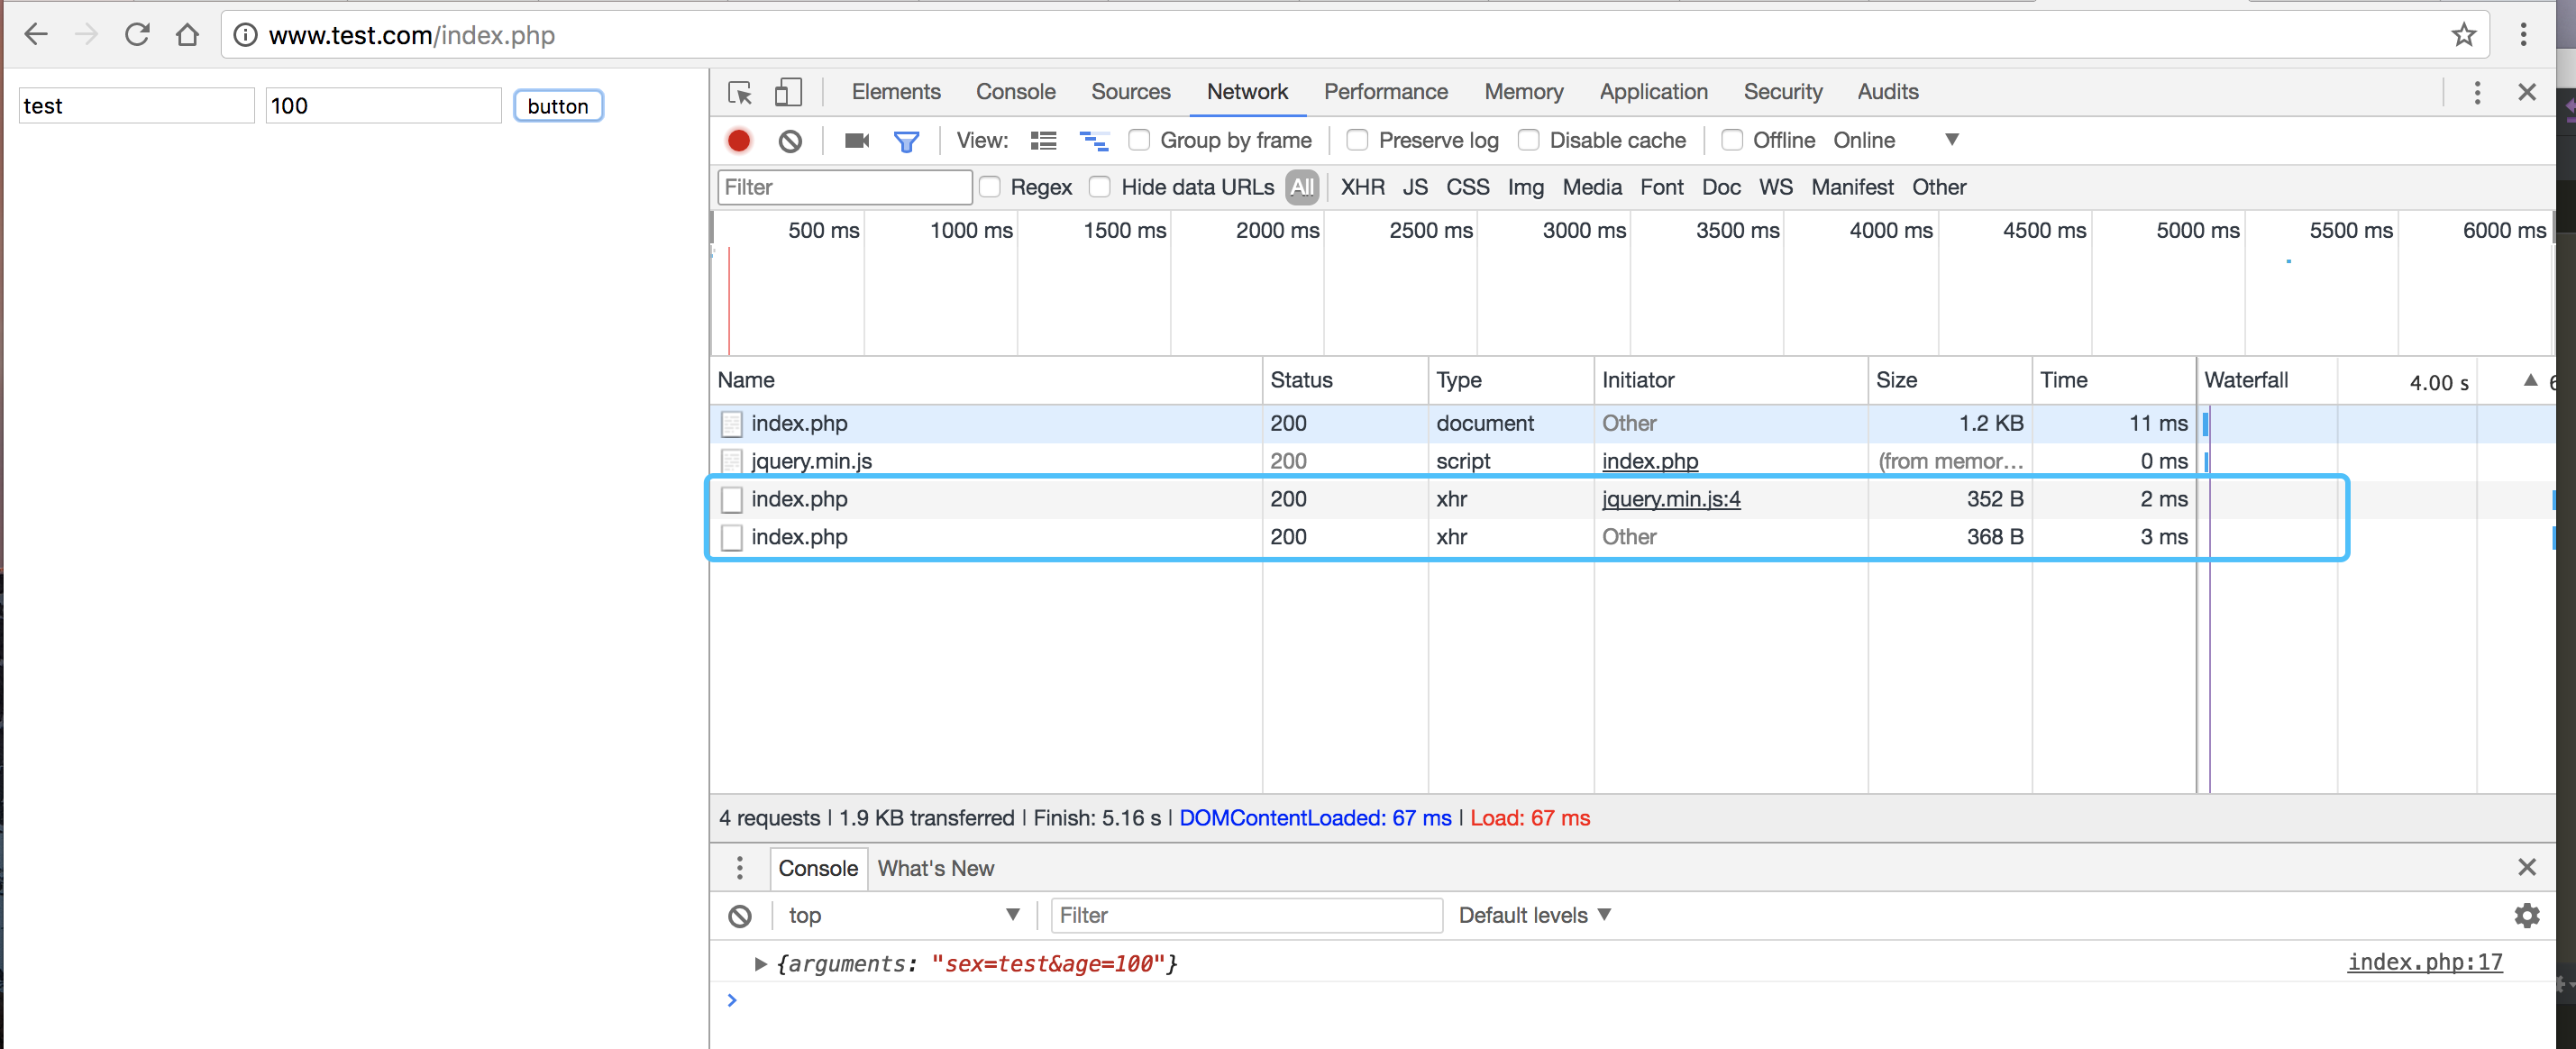 www.test.com/index.php
test 100 button
Elements Console Sources Network Performance Memory Application Security Audits
View: Group by frame Preserve log Disable cache Offline Online
Filter Regex Hide data URLs All XHR JS CSS Img Media Font Doc WS Manifest Other
500 ms 1000 ms 1500 ms 2000 ms 2500 ms 3000 ms 3500 ms 4000 ms 4500 ms 5000 ms 5500 ms 6000 ms
Name Status Type Initiator Size Time Waterfall 4.00 s
index.php 200 document Other 1.2 KB 11 ms
jquery.min.js 200 script index.php (from memor... 0 ms
index.php 200 xhr jquery.min.js:4 352 B 2 ms
index.php 200 xhr Other 368 B 3 ms
4 requests | 1.9 KB transferred | Finish: 5.16 s | DOMContentLoaded: 67 ms | Load: 67 ms
Console What's New
top Filter Default levels
{arguments: "sex=test&age=100"} index.php:17